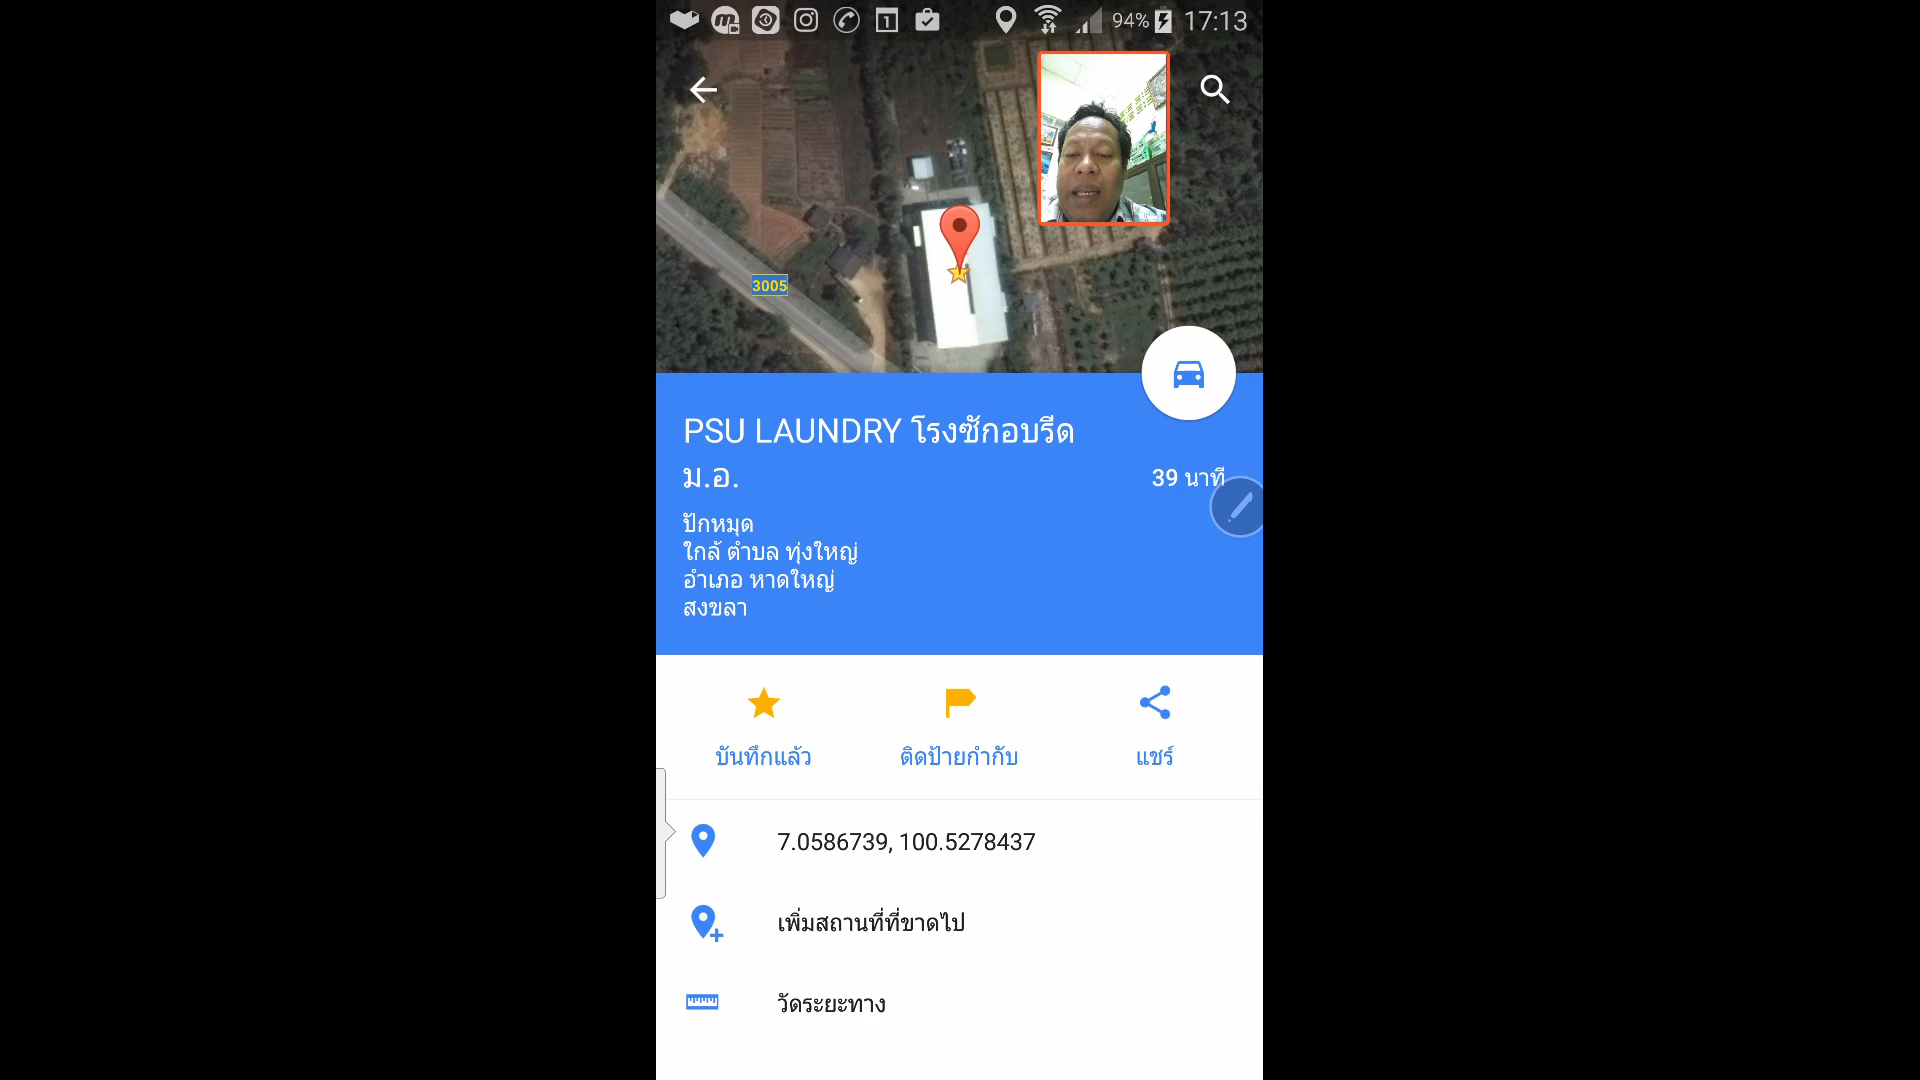 94% 17:13
3005
PSU LAUNDRY โรงซักอบรีด
ม.อ.
39 นาที
ปักหมุด
ใกล้ ตำบล ทุ่งใหญ่
อำเภอ หาดใหญ่
สงขลา
บันทึกแล้ว
ติดป้ายกำกับ
แชร์
7.0586739, 100.5278437
เพิ่มสถานที่ที่ขาดไป
วัดระยะทาง